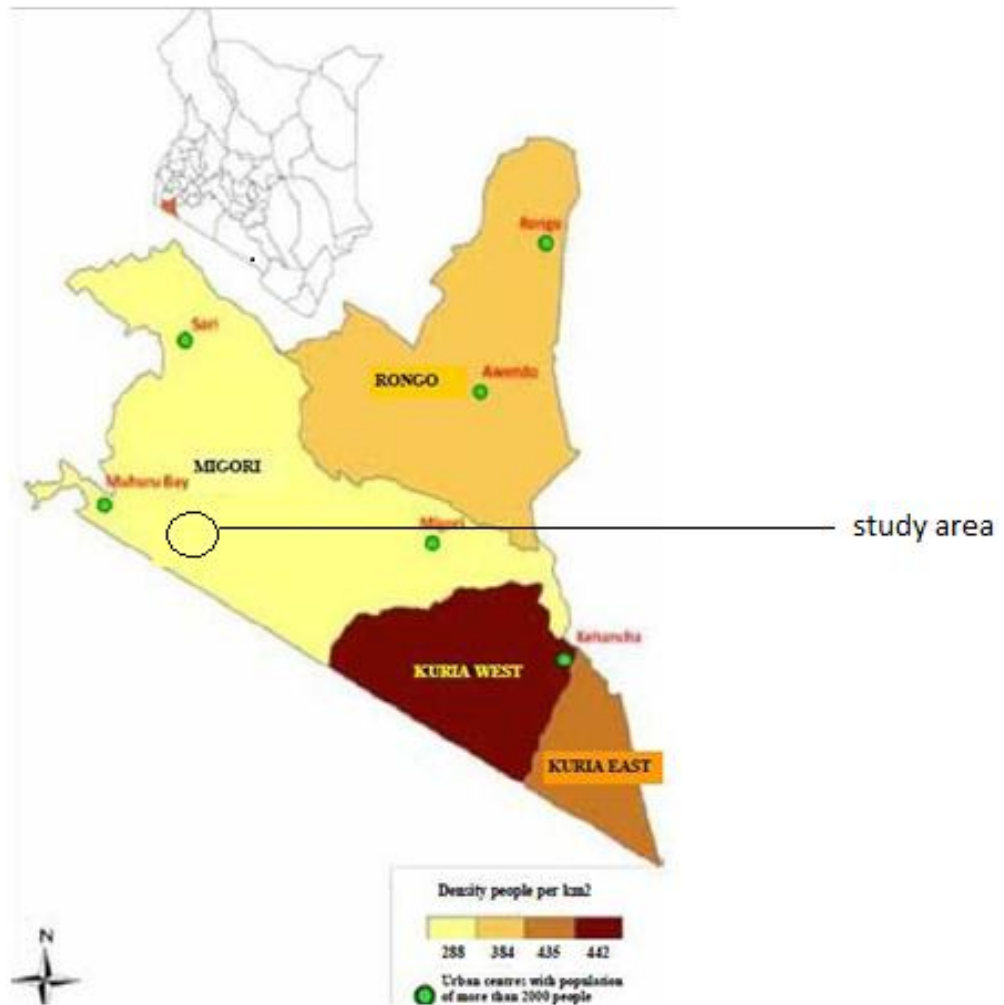 Rongo
Sori
RONGO
Awendo
MIGORI
Muhuru Bay
study area
Migori
Kehancha
KURIA WEST
KURIA EAST
Density people per km2
288 384 435 442
N
Urban centres with population
of more than 2000 people